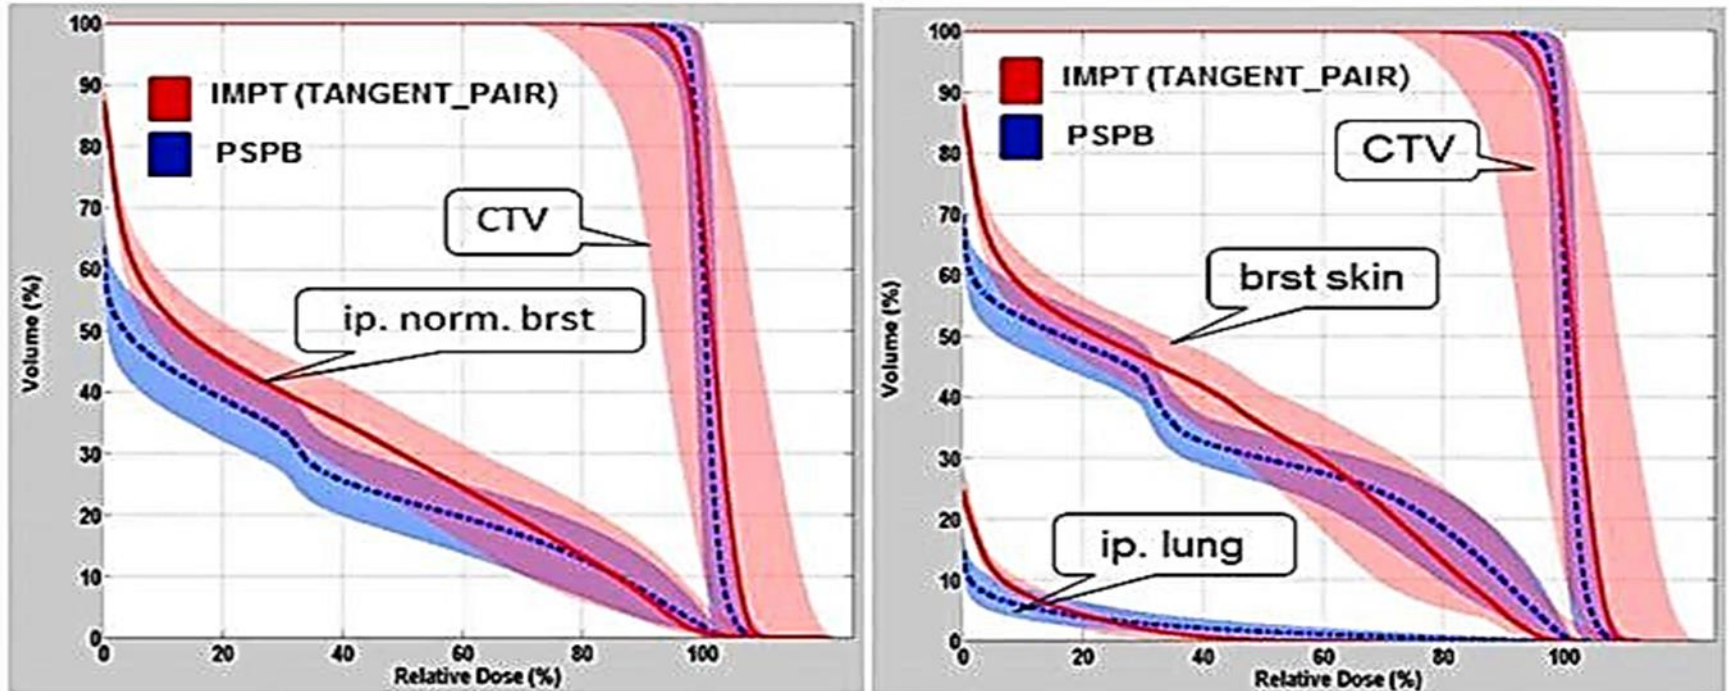 100
90
80
70
60
50
40
30
20
10
0
Volume (%)
IMPT (TANGENT_PAIR)
PSPB
CTV
ip. norm. brst
0 20 40 60 80 100
Relative Dose (%)
100
90
80
70
60
50
40
30
20
10
0
Volume (%)
IMPT (TANGENT_PAIR)
PSPB
CTV
brst skin
ip. lung
0 20 40 60 80 100
Relative Dose (%)